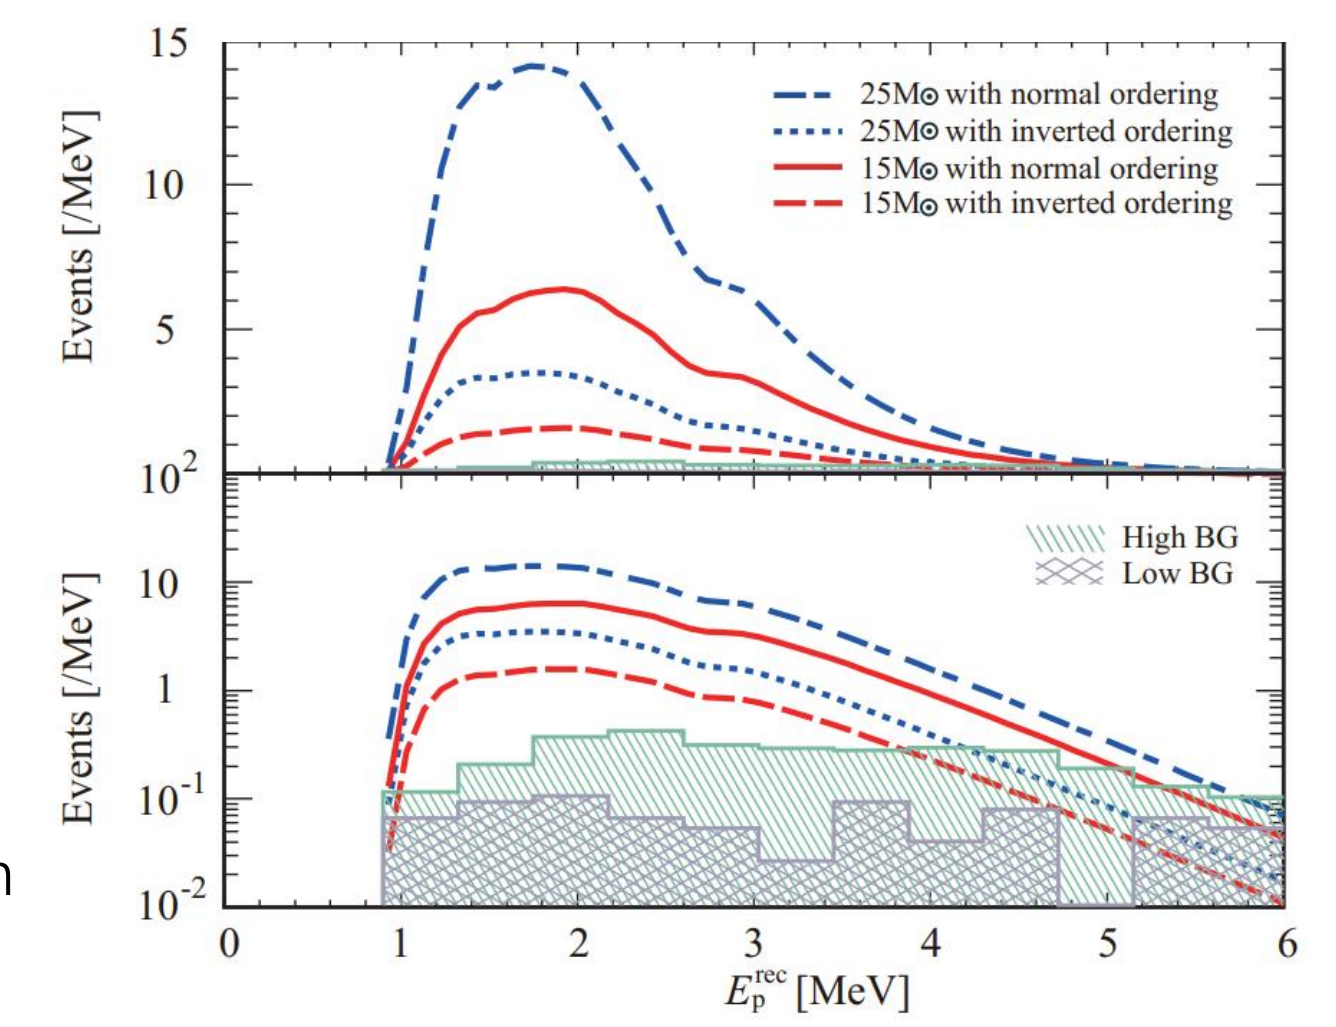 15
10
5
Events [/MeV]
25M⊙ with normal ordering
25M⊙ with inverted ordering
15M⊙ with normal ordering
15M⊙ with inverted ordering
10²
10
1
10⁻¹
10⁻²
Events [/MeV]
High BG
Low BG
n
0 1 2 3 4 5 6
E_p^rec [MeV]